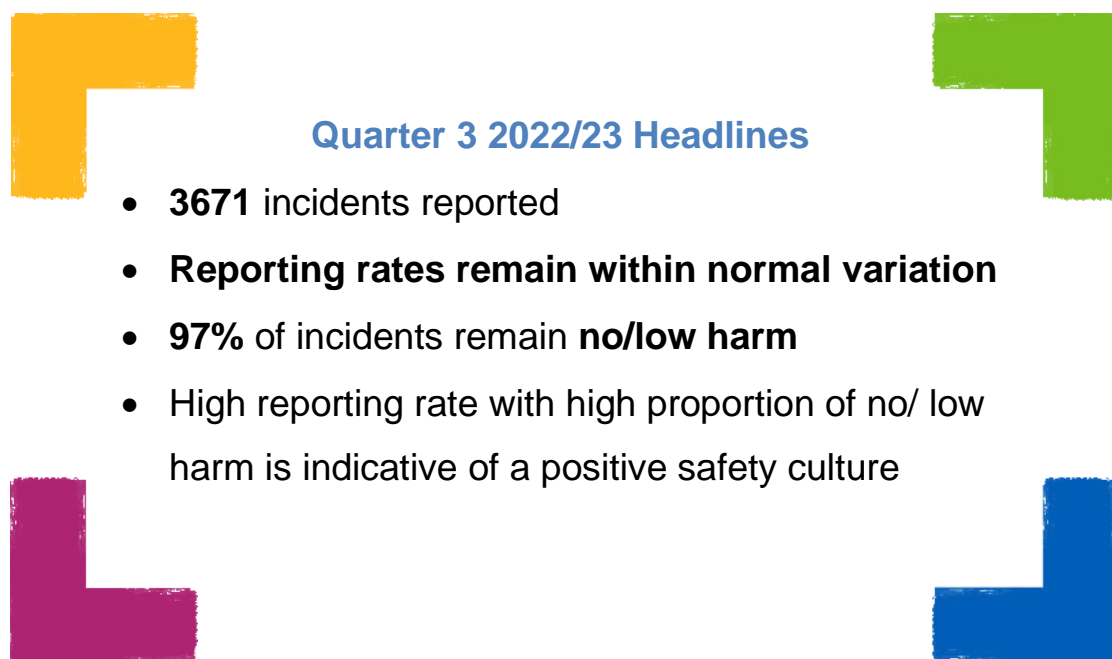 Quarter 3 2022/23 Headlines
• 3671 incidents reported
• Reporting rates remain within normal variation
• 97% of incidents remain no/low harm
• High reporting rate with high proportion of no/ low
harm is indicative of a positive safety culture